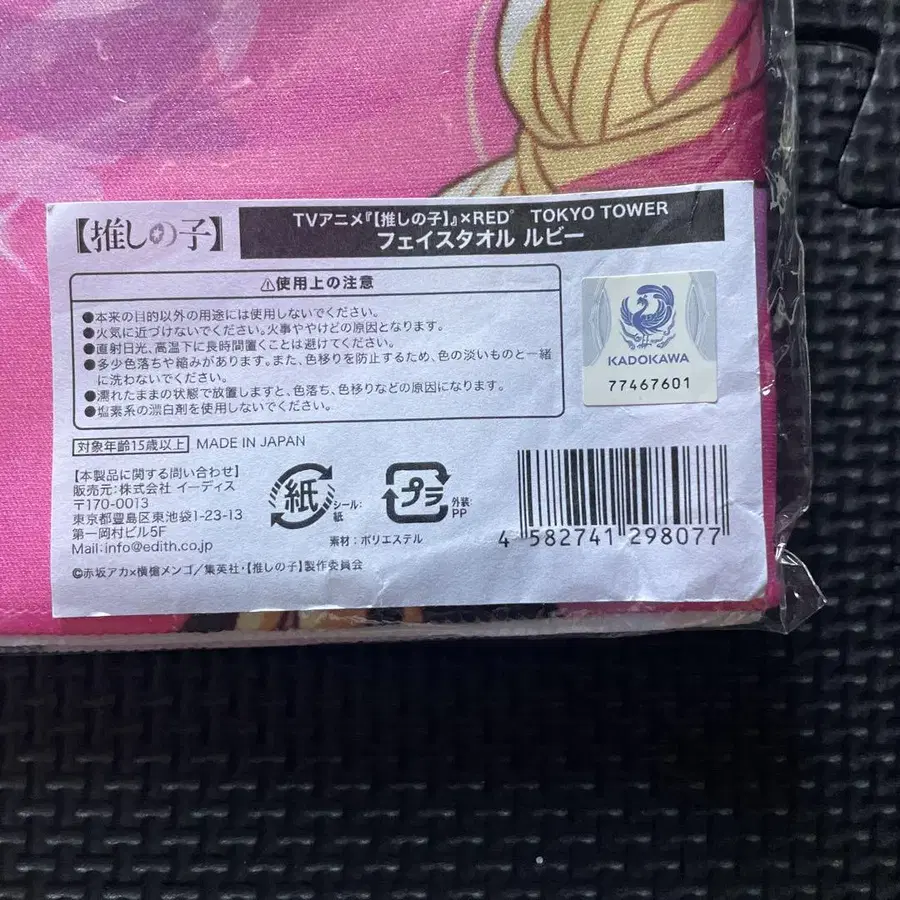 【推しの子】
TVアニメ『【推しの子】』×RED° TOKYO TOWER
フェイスタオル ルビー
⚠使用上の注意
●本来の目的以外の用途には使用しないでください。
●火気に近づけないでください。火事ややけどの原因となります。
●直射日光、高温下に長時間置くことは避けてください。
●多少色落ちや縮みがあります。また、色移りを防止するため、色の淡いものと一緒
に洗わないでください。
●濡れたままの状態で放置しますと、色落ち、色移りなどの原因になります。
●塩素系の漂白剤を使用しないでください。
KADOKAWA
77467601
対象年齢15歳以上 MADE IN JAPAN
【本製品に関する問い合わせ】
販売元:株式会社 イーディス
〒170-0013
東京都豊島区東池袋1-23-13
第一岡村ビル5F
Mail:info@edith.co.jp
紙
シール:
紙
プラ
外装:
PP
素材:ポリエステル
4 582741 298077
©赤坂アカ×横槍メンゴ／集英社・【推しの子】製作委員会